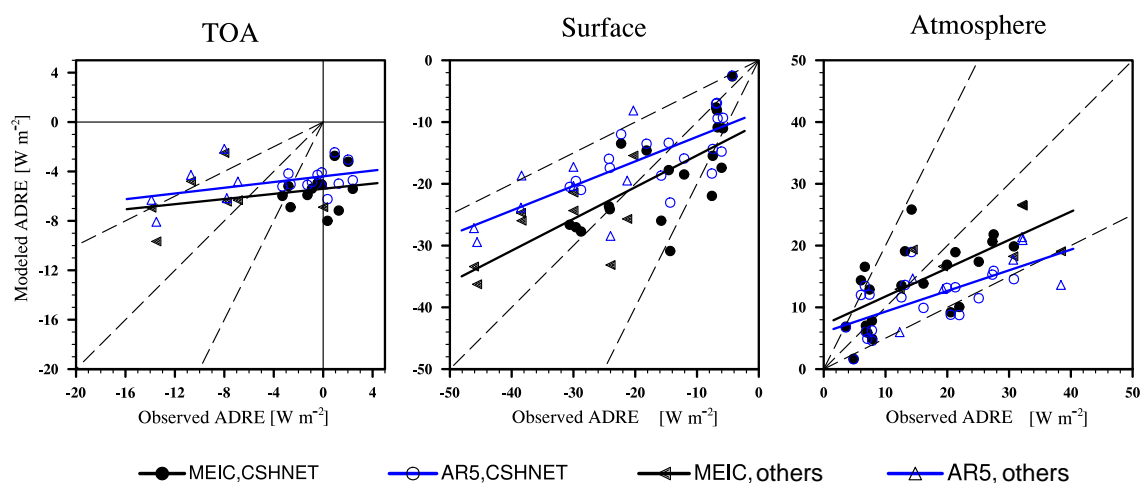 TOA
Surface
Atmosphere
Modeled ADRE [W m⁻²]
4
0
-4
-8
-12
-16
-20
-20 -16 -12 -8 -4 0 4
Observed ADRE [W m⁻²]
0
-10
-20
-30
-40
-50
-50 -40 -30 -20 -10 0
Observed ADRE [W m⁻²]
50
40
30
20
10
0
0 10 20 30 40 50
Observed ADRE [W m⁻²]
MEIC,CSHNET AR5,CSHNET MEIC, others AR5, others